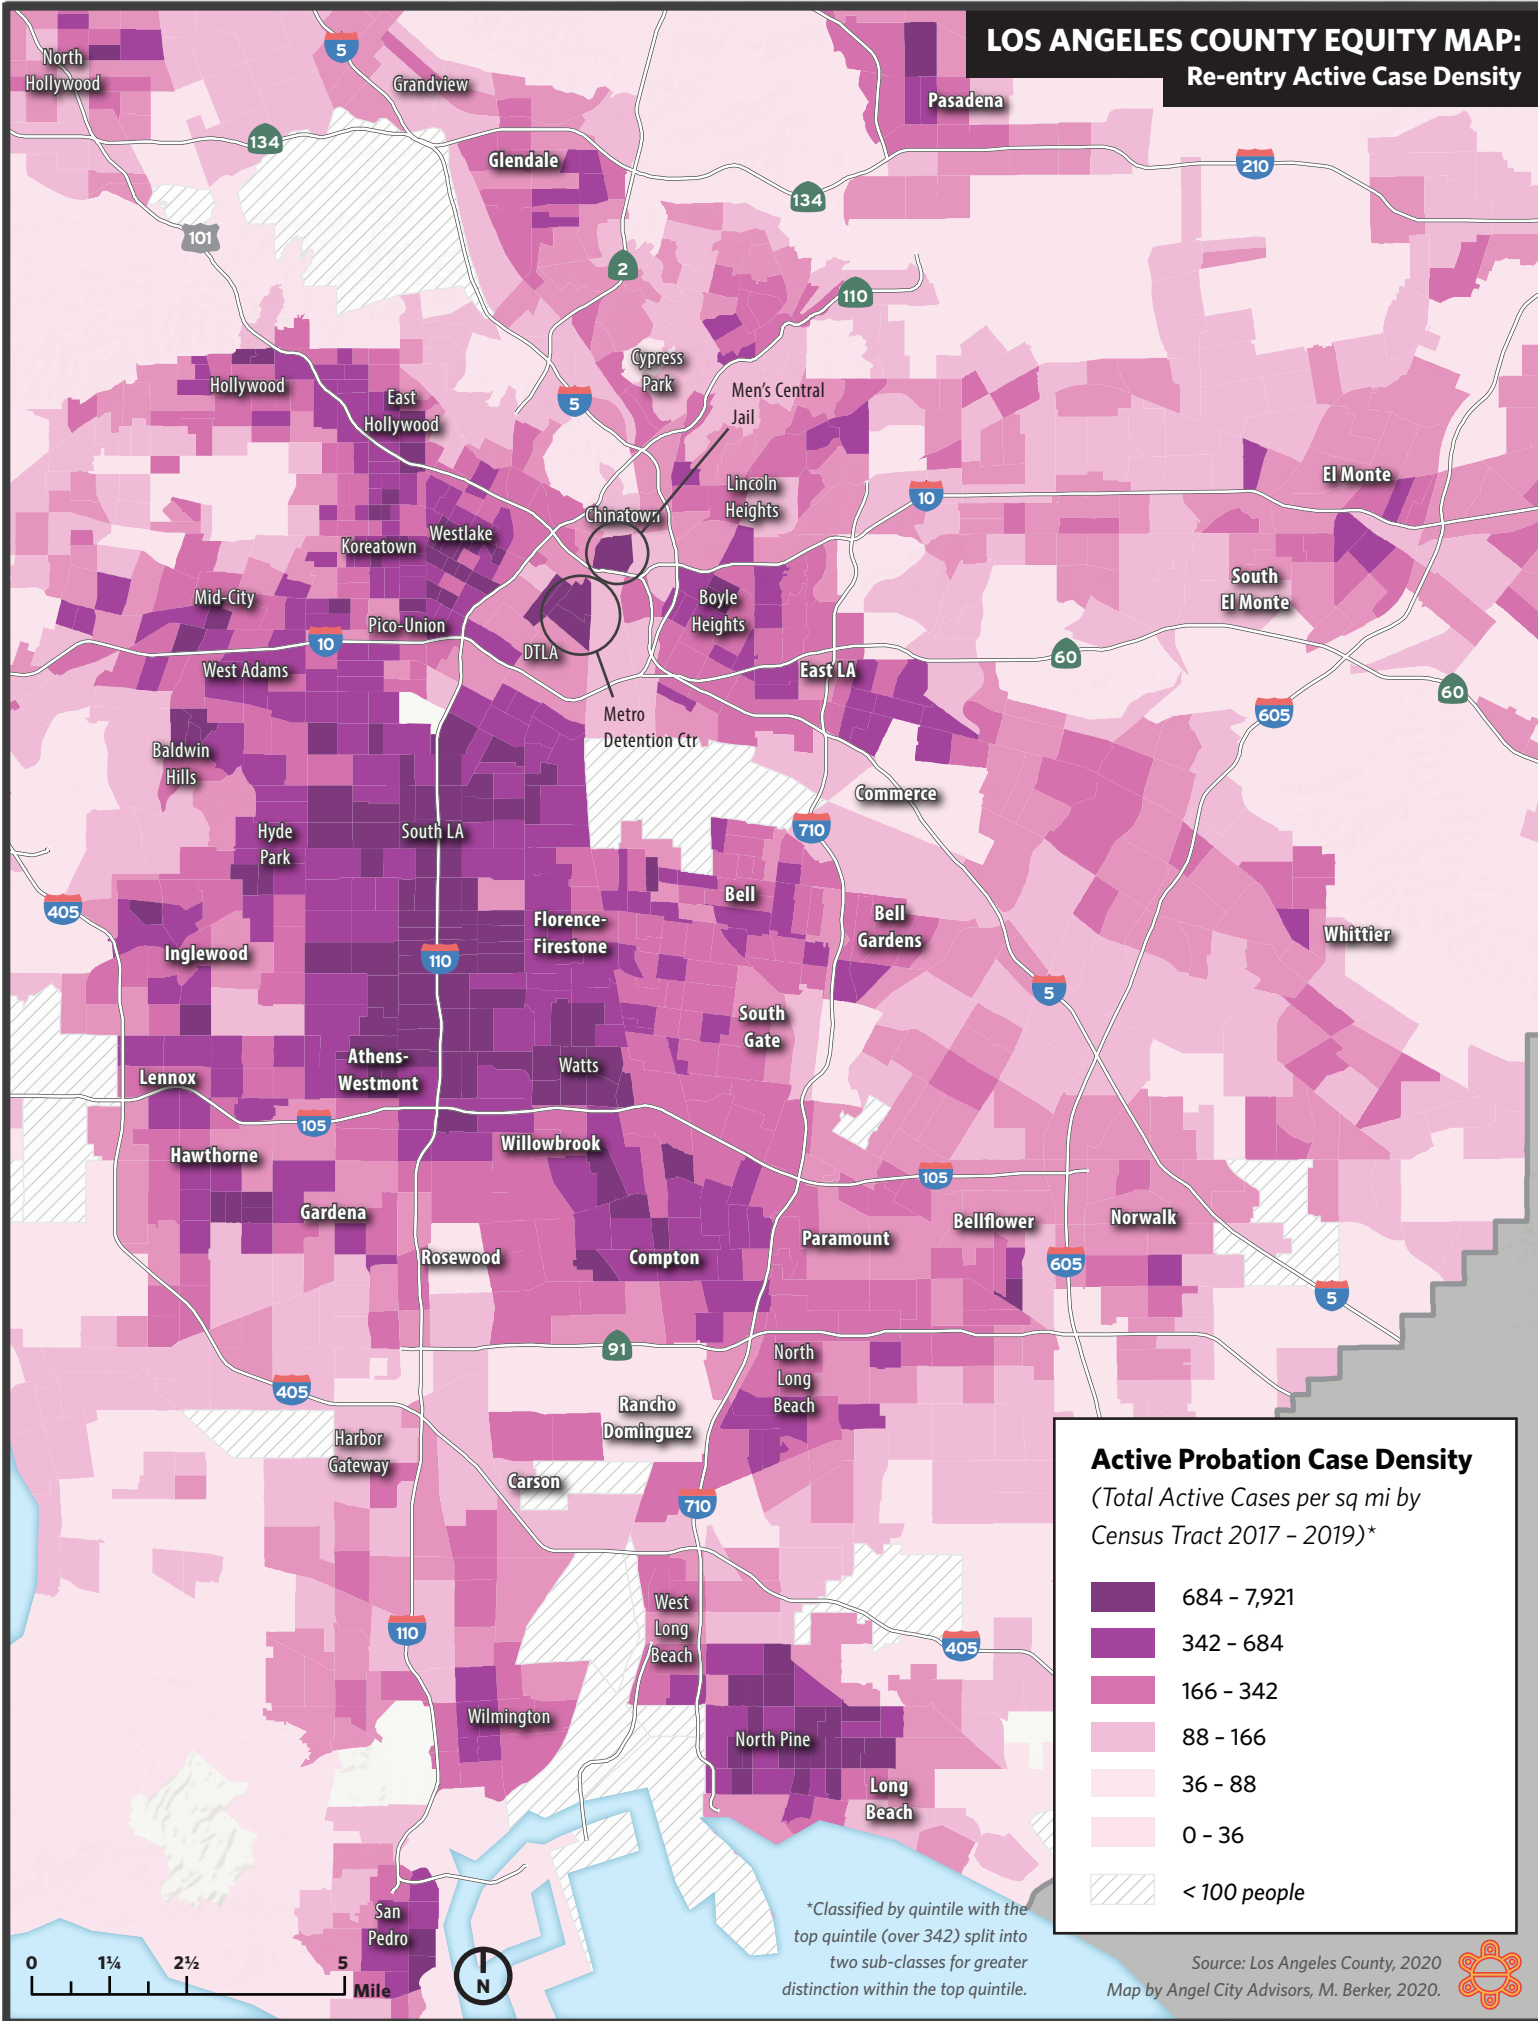 LOS ANGELES COUNTY EQUITY MAP:
Re-entry Active Case Density
North
Hollywood
5
Grandview
Pasadena
134
Glendale
210
134
101
2
110
Cypress
Park
Hollywood
East
Hollywood
5
Men's Central
Jail
El Monte
Lincoln
Heights
10
Chinatown
Westlake
Koreatown
South
El Monte
Mid-City
Boyle
Heights
Pico-Union
10
DTLA
60
West Adams
East LA
60
605
Metro
Detention Ctr
Baldwin
Hills
Commerce
710
Hyde
Park
South LA
Bell
405
Florence-
Firestone
Bell
Gardens
Whittier
Inglewood
110
5
South
Gate
Athens-
Westmont
Watts
Lennox
105
Willowbrook
Hawthorne
105
Gardena
Bellflower
Norwalk
Paramount
Rosewood
Compton
605
5
91
North
Long
Beach
405
Rancho
Dominguez
Harbor
Gateway
Carson
710
West
Long
Beach
110
405
Wilmington
North Pine
Long
Beach
San
Pedro
Active Probation Case Density
(Total Active Cases per sq mi by
Census Tract 2017 – 2019)*
684 – 7,921
342 – 684
166 – 342
88 – 166
36 – 88
0 – 36
< 100 people
*Classified by quintile with the
top quintile (over 342) split into
two sub-classes for greater
distinction within the top quintile.
Source: Los Angeles County, 2020
Map by Angel City Advisors, M. Berker, 2020.
0 1¼ 2½ 5
Mile
N